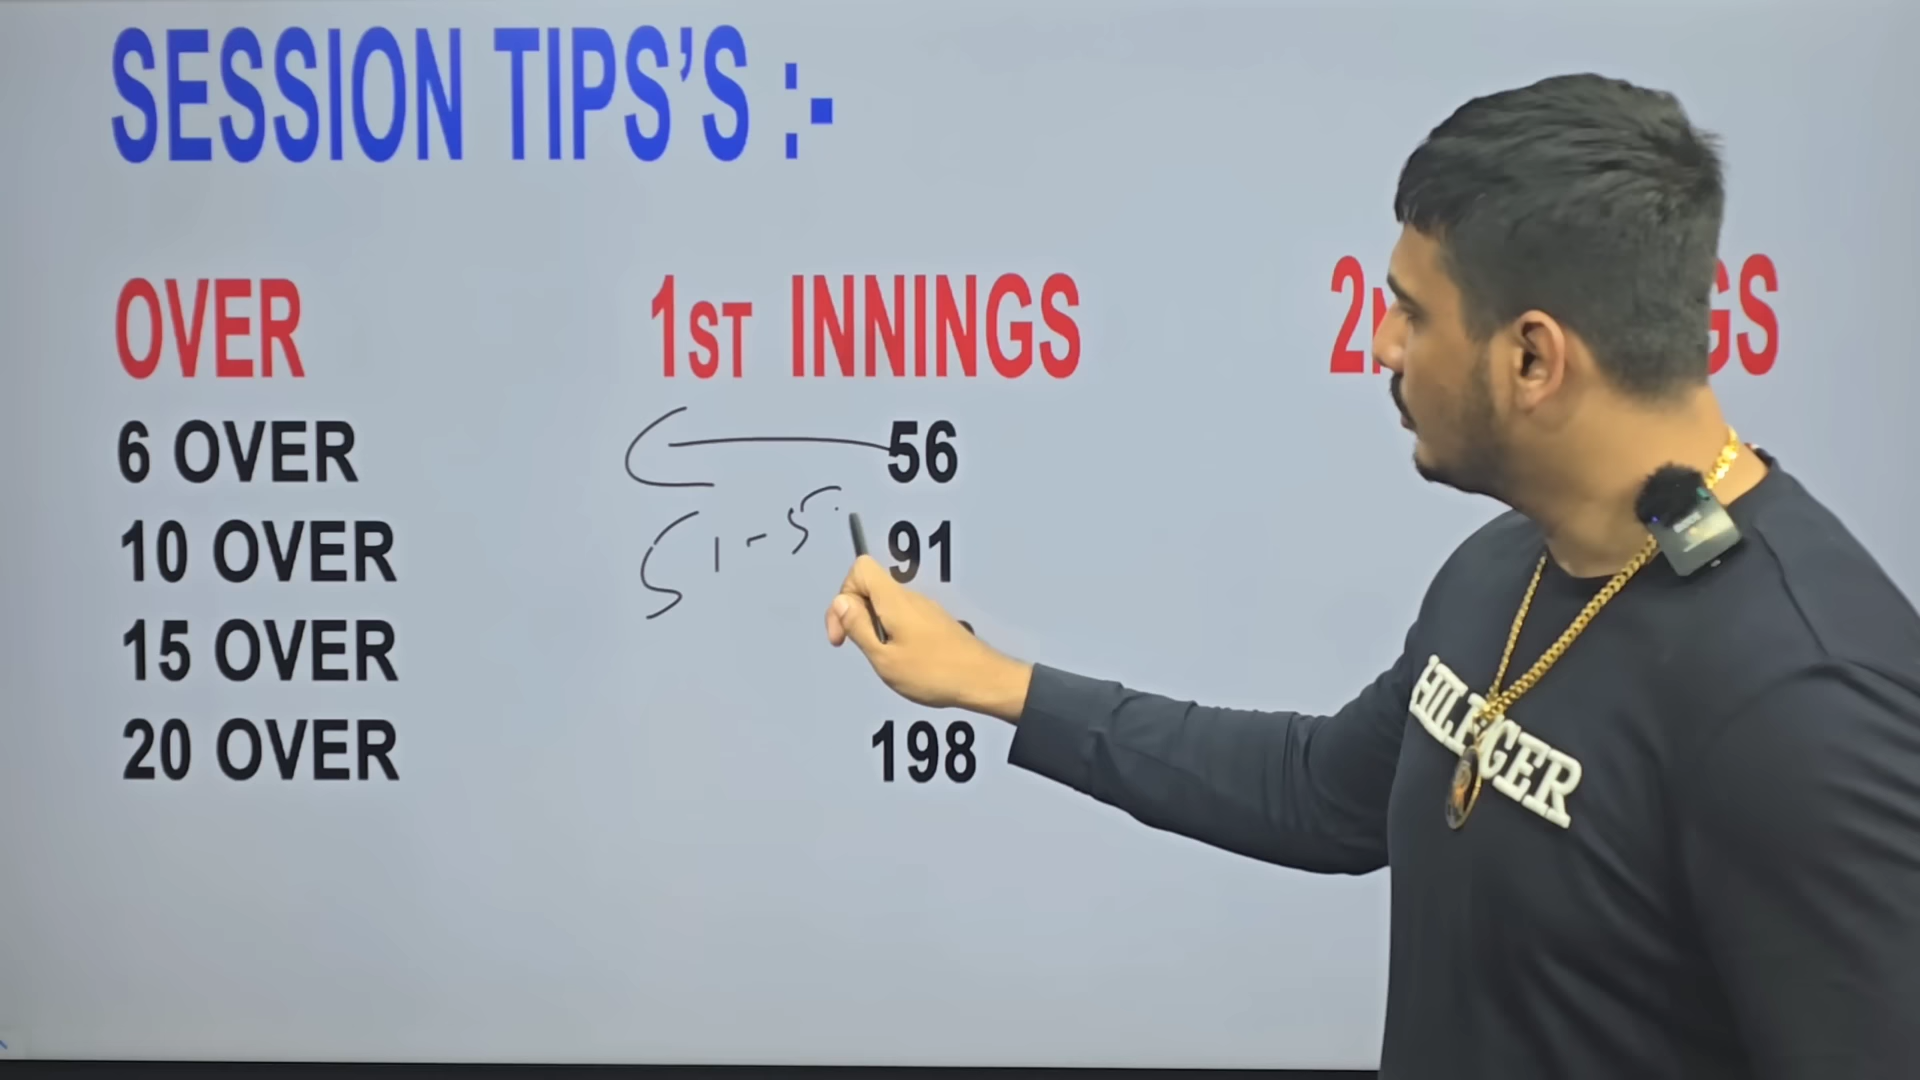 SESSION TIPS'S :-
OVER 1ST INNINGS
6 OVER 56
10 OVER 51-5 91
15 OVER
20 OVER 198
HILFIGER